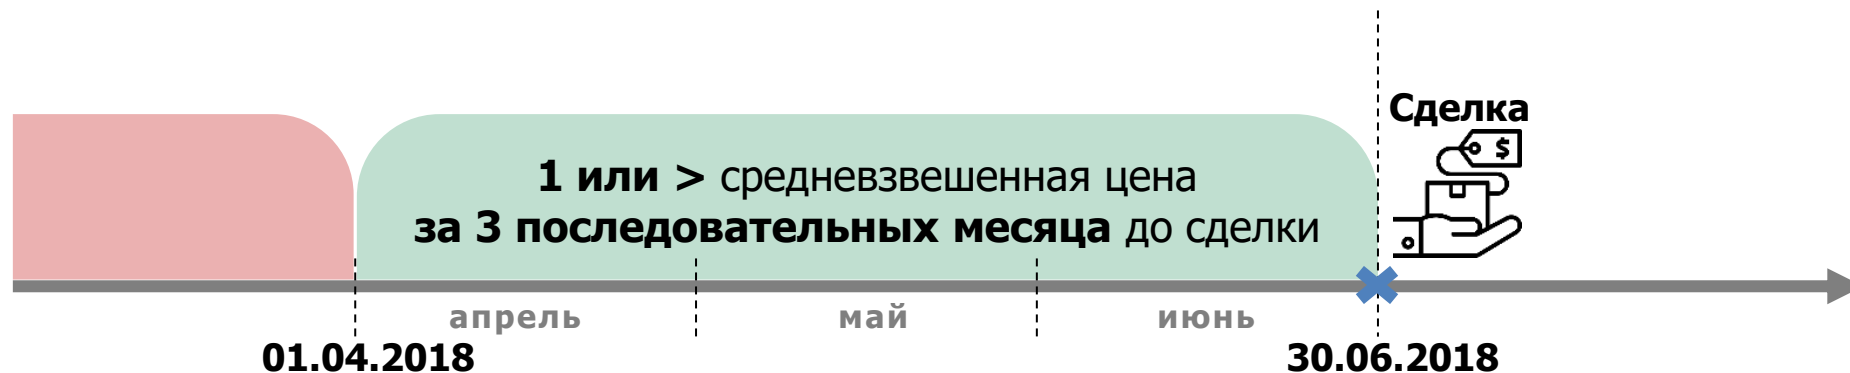 Сделка
$
1 или > средневзвешенная цена
за 3 последовательных месяца до сделки
апрель май июнь
01.04.2018 30.06.2018